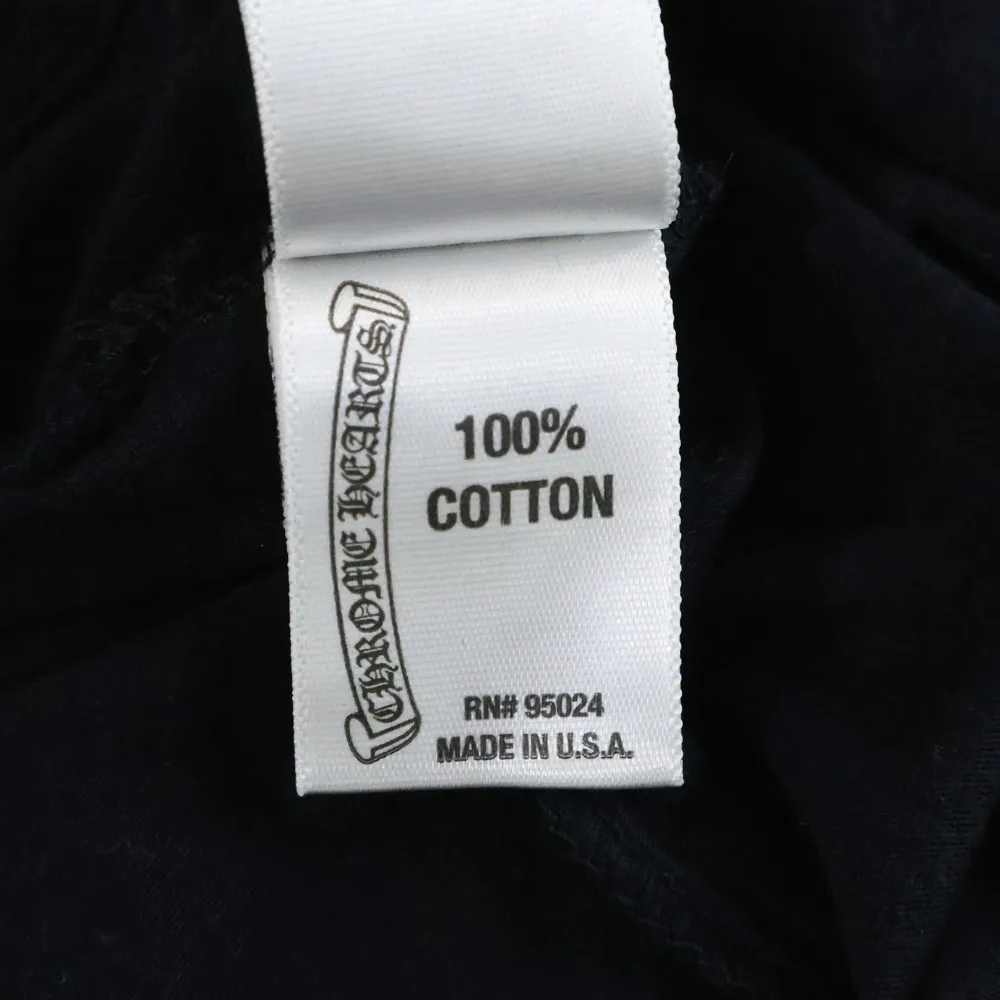 CHROME HEARTS
100%
COTTON
RN# 95024
MADE IN U.S.A.